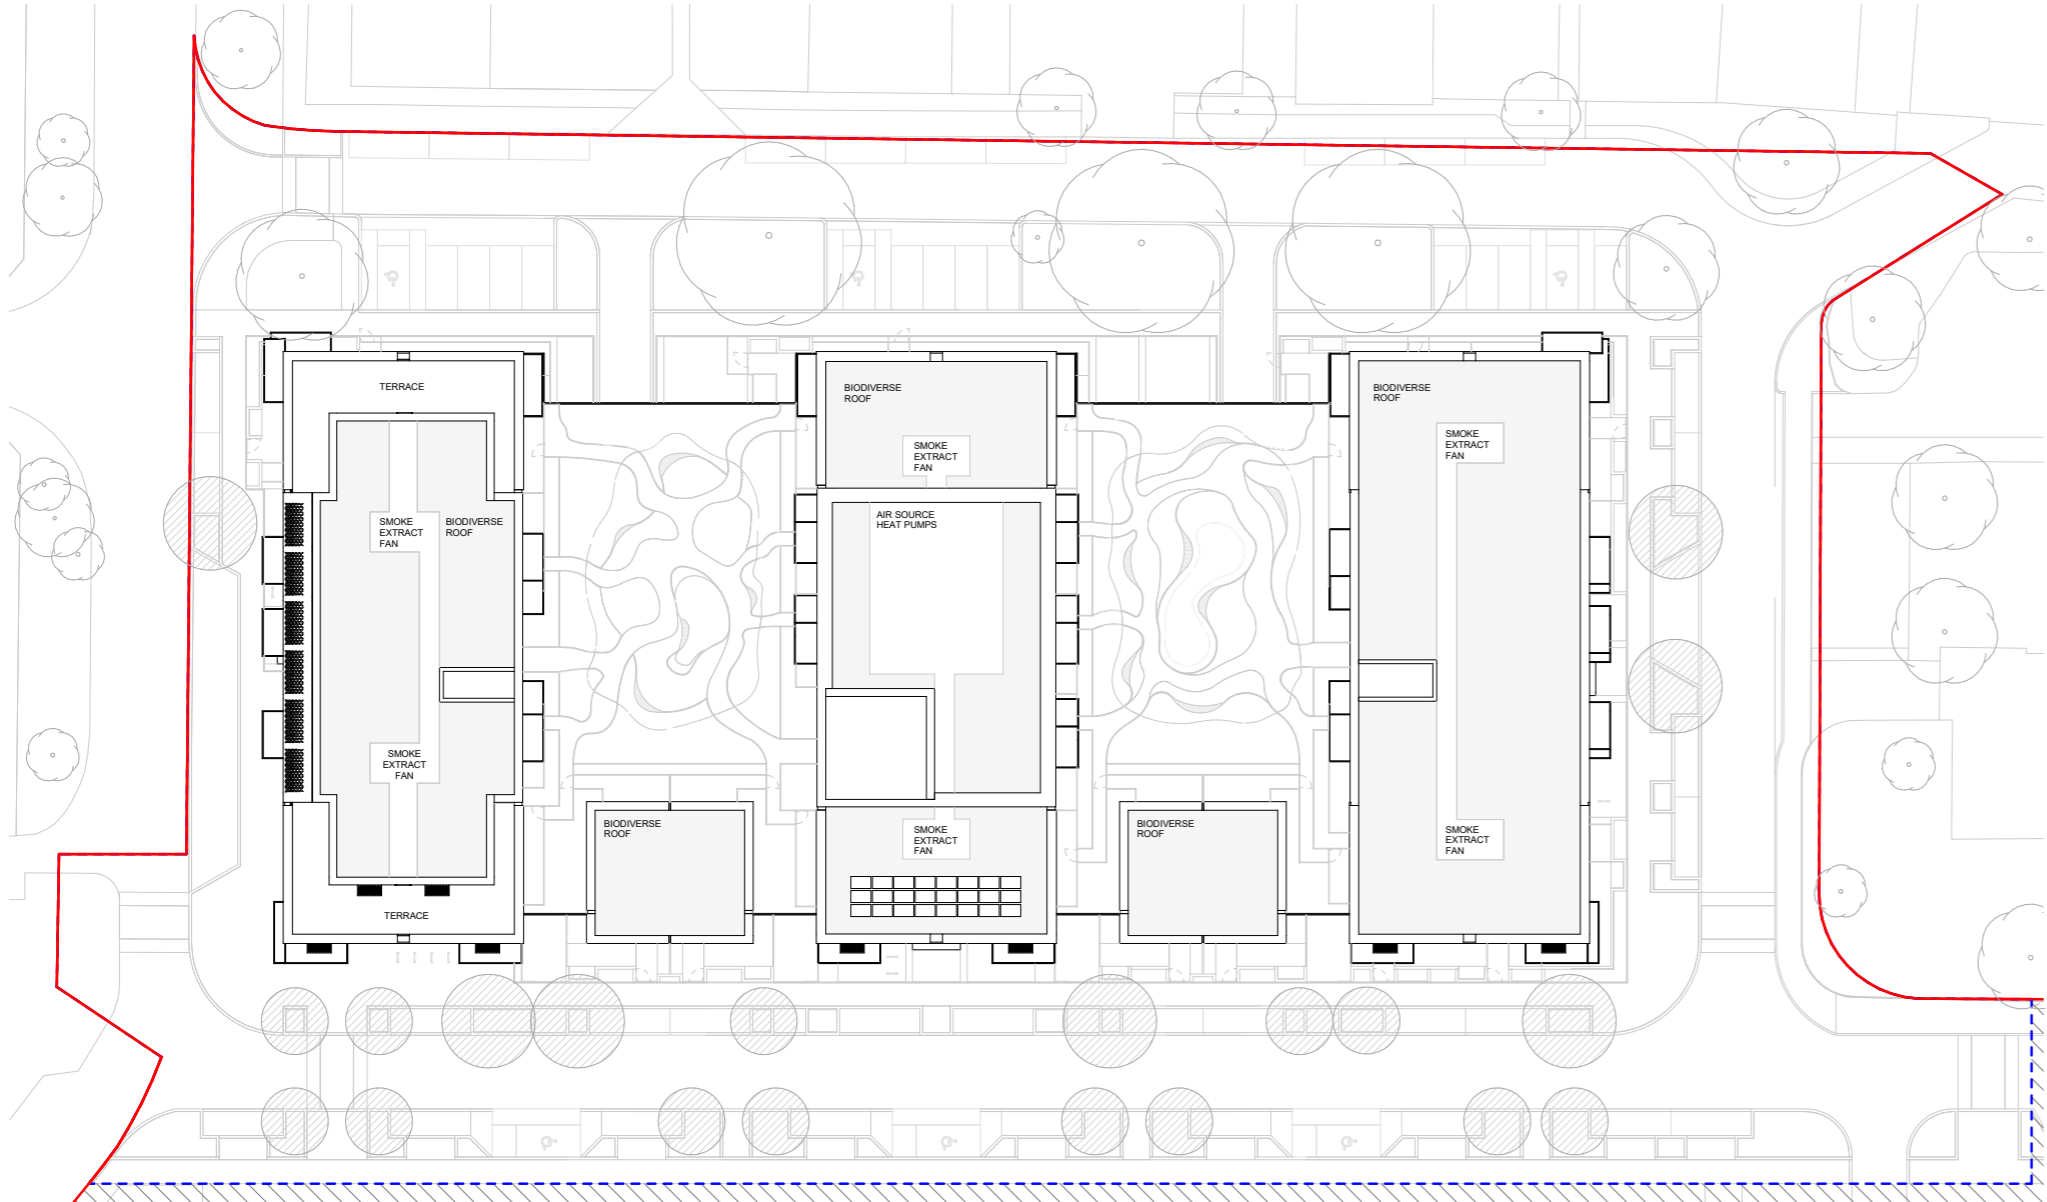 TERRACE
BIODIVERSE
ROOF
BIODIVERSE
ROOF
SMOKE
EXTRACT
FAN
SMOKE
EXTRACT
FAN
AIR SOURCE
HEAT PUMPS
SMOKE
EXTRACT
FAN
BIODIVERSE
ROOF
SMOKE
EXTRACT
FAN
BIODIVERSE
ROOF
SMOKE
EXTRACT
FAN
BIODIVERSE
ROOF
SMOKE
EXTRACT
FAN
TERRACE